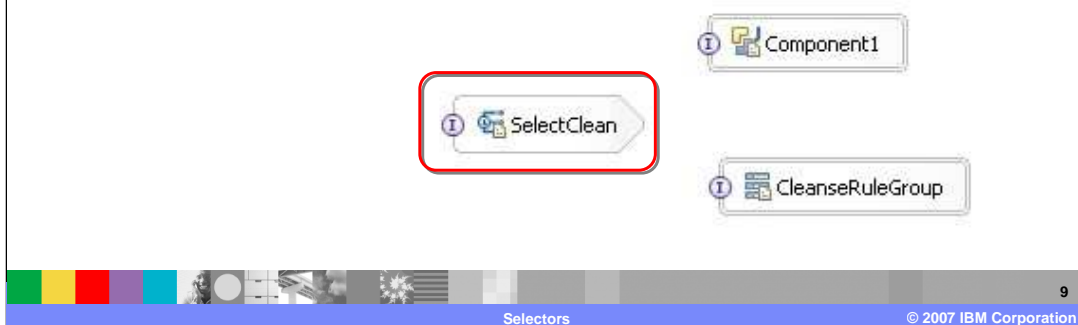 I Component1
I SelectClean
I CleanseRuleGroup
9
Selectors © 2007 IBM Corporation